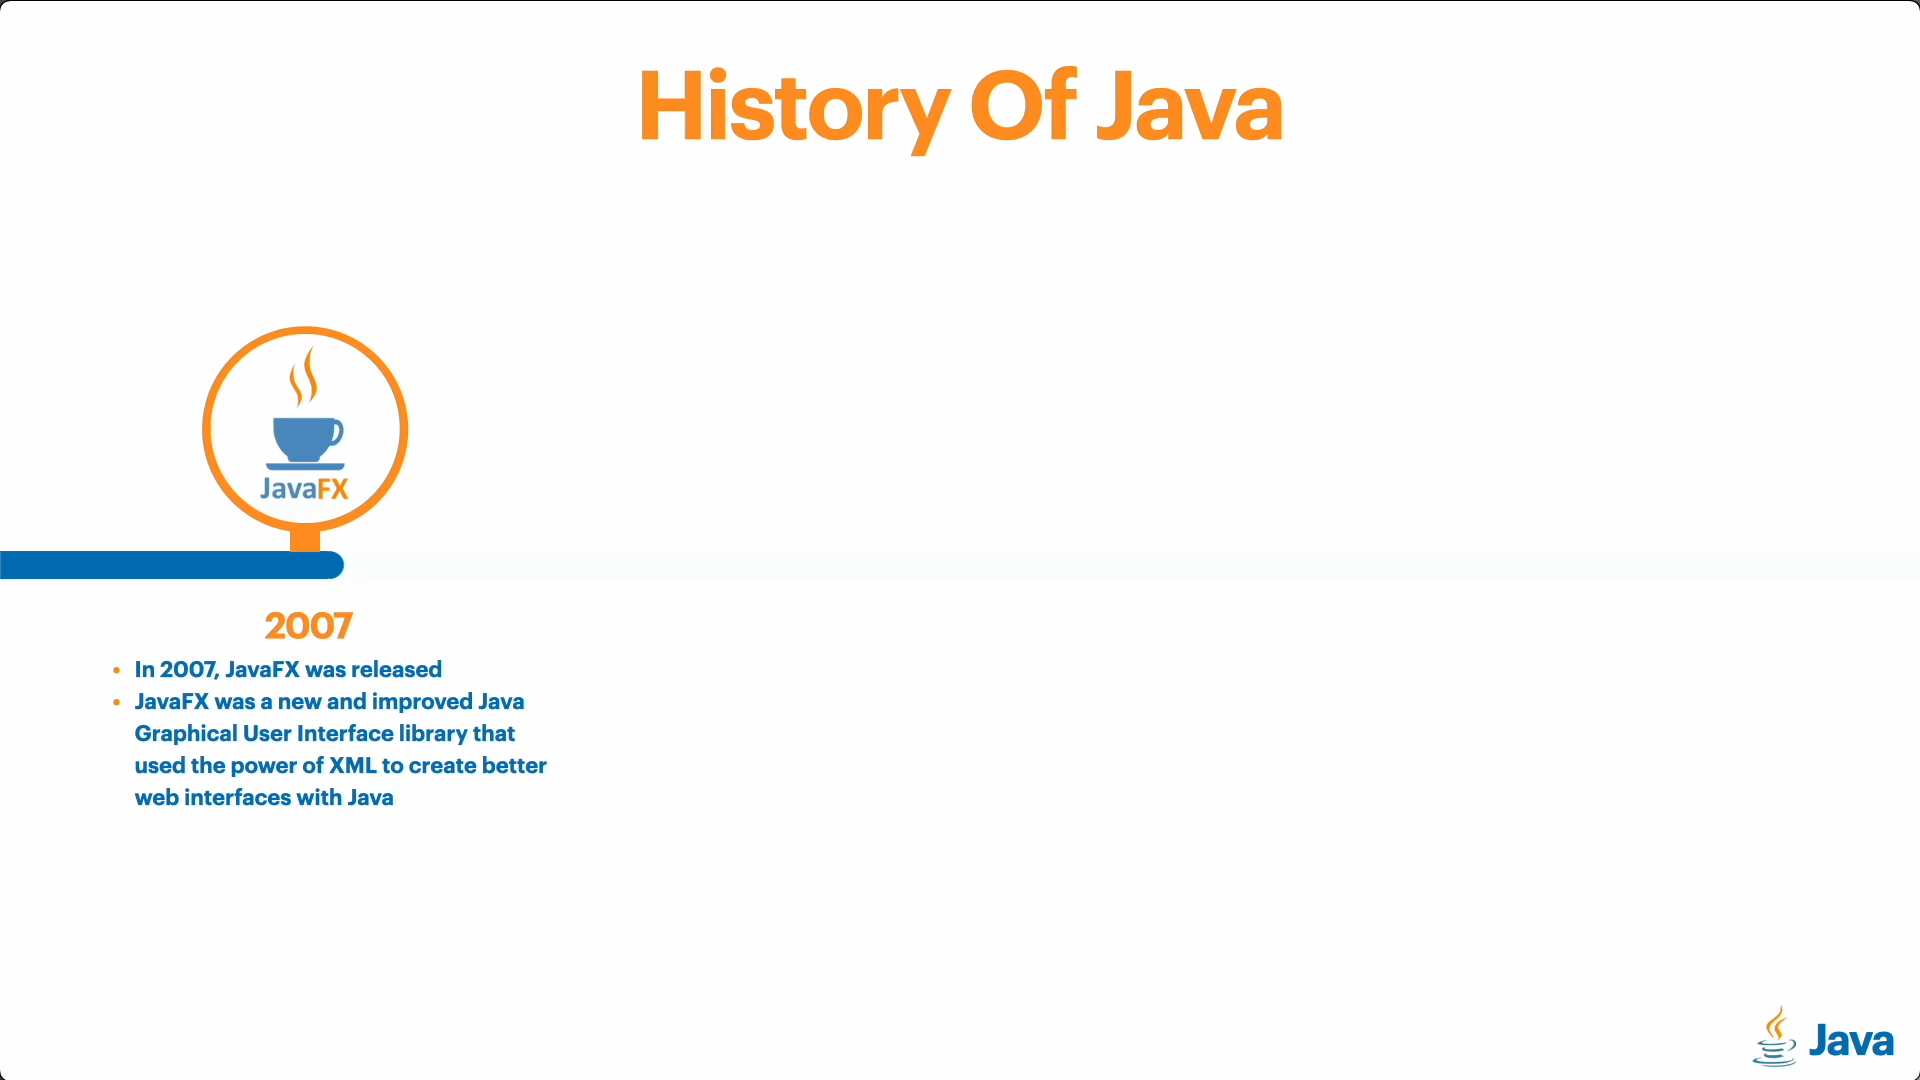 History Of Java
JavaFX
2007
• In 2007, JavaFX was released
• JavaFX was a new and improved Java
Graphical User Interface library that
used the power of XML to create better
web interfaces with Java
Java